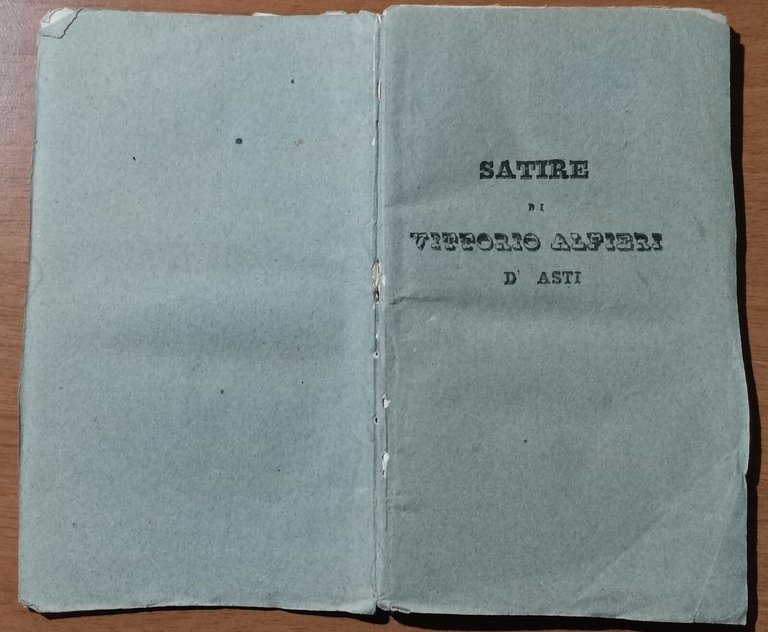 SATIRE
DI
VITTORIO ALFIERI
D' ASTI